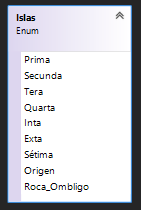 Islas
Enum
Prima
Secunda
Tera
Quarta
Inta
Exta
Sétima
Origen
Roca_Ombligo